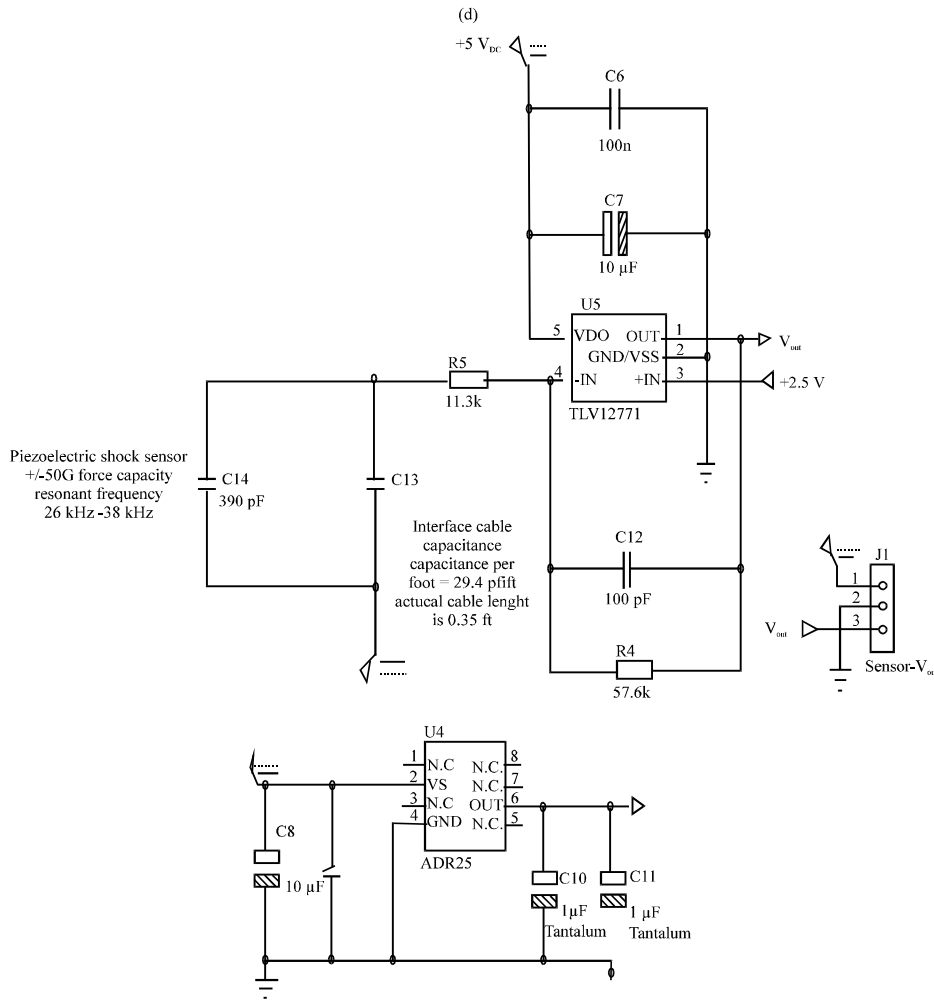 (d)
+5 VDC
C6
100n
C7
10 µF
U5
5 VDO OUT 1
GND/VSS 2
4 -IN +IN 3
TLV12771
Vout
+2.5 V
R5
11.3k
Piezoelectric shock sensor
+/-50G force capacity
resonant frequency
26 kHz -38 kHz
C14
390 pF
C13
Interface cable
capacitance
capacitance per
foot = 29.4 pfift
actucal cable lenght
is 0.35 ft
C12
100 pF
R4
57.6k
J1
1
2
3
Vout
Sensor-Vou
U4
1 N.C N.C. 8
2 VS N.C. 7
3 N.C OUT 6
4 GND N.C. 5
ADR25
C8
10 µF
C10
1µF
Tantalum
C11
1 µF
Tantalum